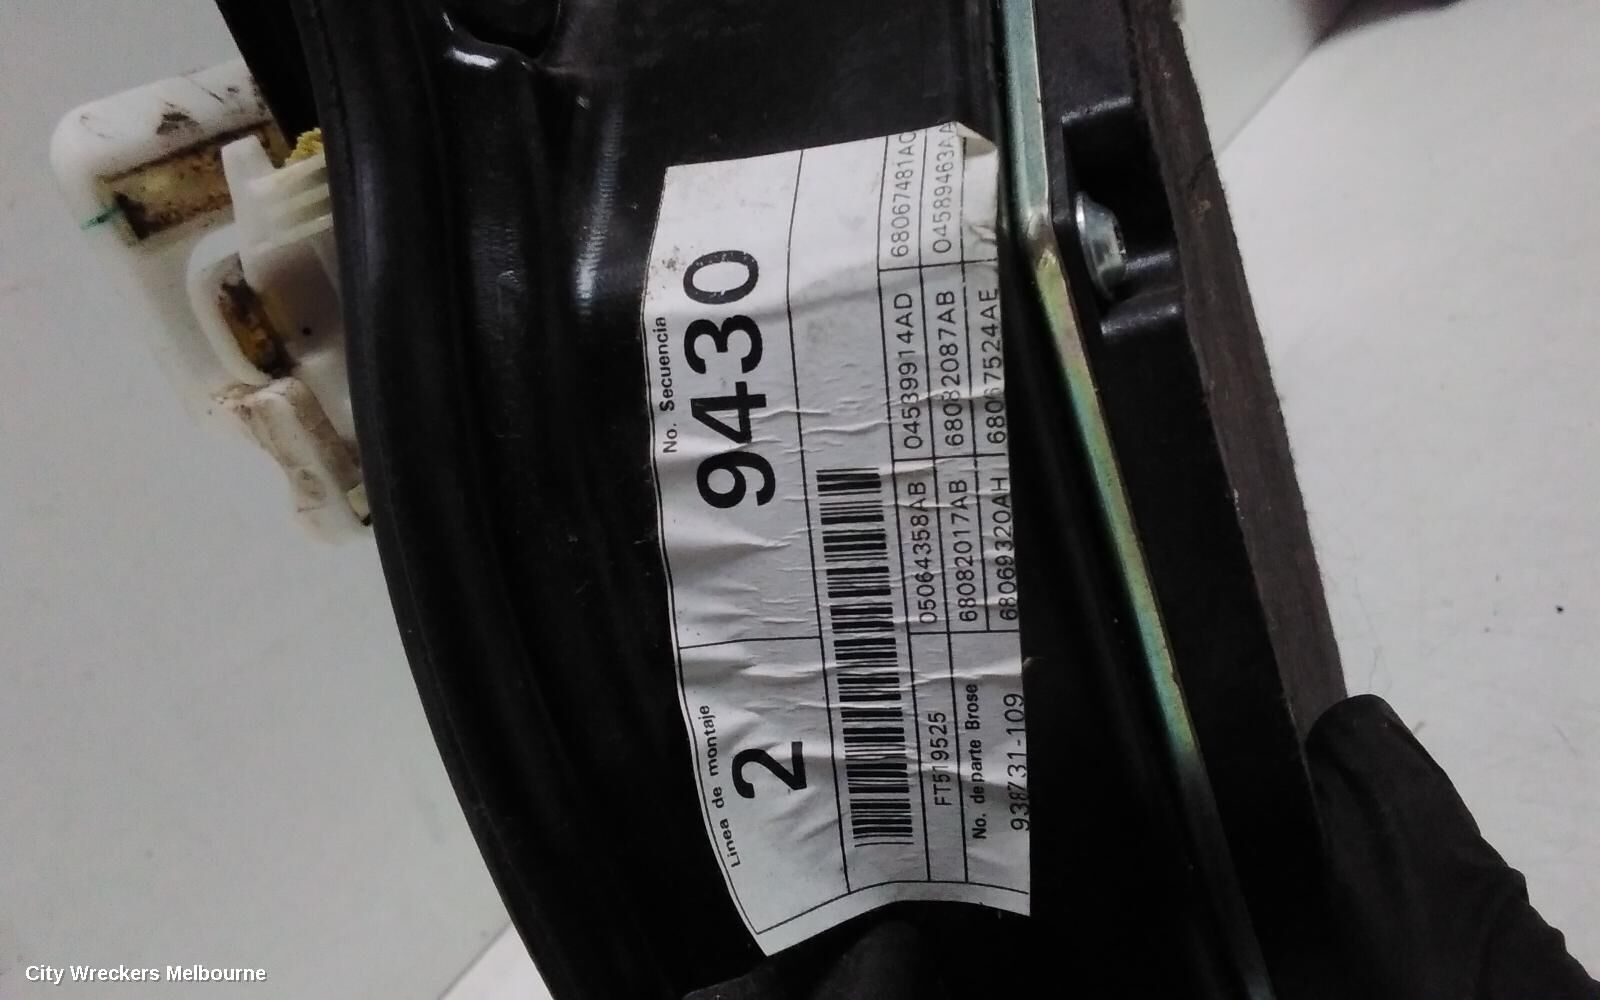 Linea de montaje
2
No. Secuencia
9430
FT519525
No. de parte Brose
938731-109
05064358AB 04539914AD 68067481AC
68082017AB 68082087AB 04589463AA
68069320AH 68067524AE
City Wreckers Melbourne